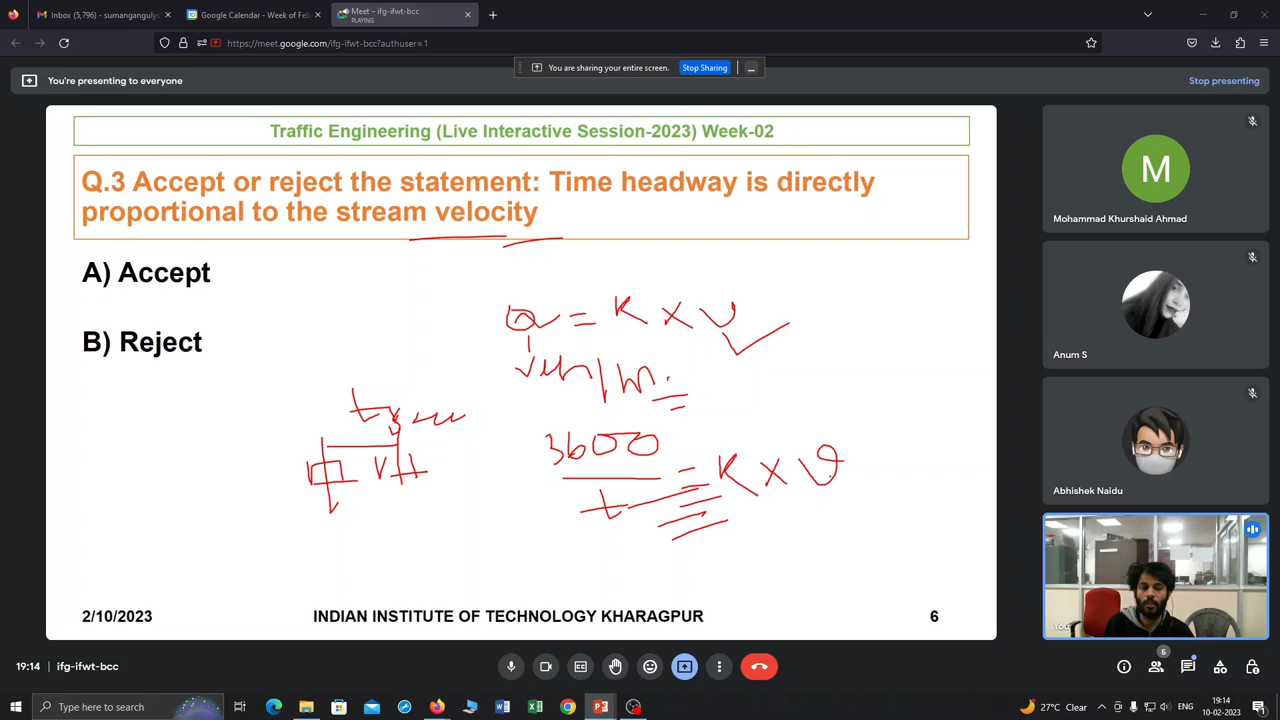 Inbox (5,796) - sumangangulys
Google Calendar - Week of Feb
Meet – ifg-ifwt-bcc
PLAYING
https://meet.google.com/ifg-ifwt-bcc?authuser=1
You are sharing your entire screen.
Stop Sharing
You're presenting to everyone
Stop presenting
Traffic Engineering (Live Interactive Session-2023) Week-02
Q.3 Accept or reject the statement: Time headway is directly
proportional to the stream velocity
A) Accept
B) Reject
Q = K x v
veh/hr.
t sec
3600
= K x v
t
2/10/2023
INDIAN INSTITUTE OF TECHNOLOGY KHARAGPUR
6
M
Mohammad Khurshaid Ahmad
Anum S
Abhishek Naidu
You
19:14
ifg-ifwt-bcc
Type here to search
27°C Clear
19:14
10-02-2023